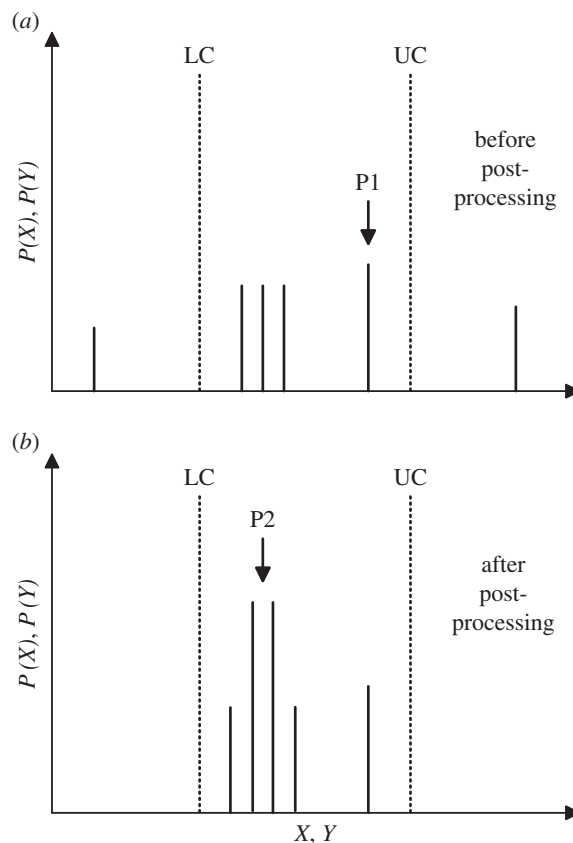 (a)
LC
UC
before
post-
processing
P1
P(X), P(Y)
(b)
LC
UC
P2
after
post-
processing
P (X), P (Y)
X, Y